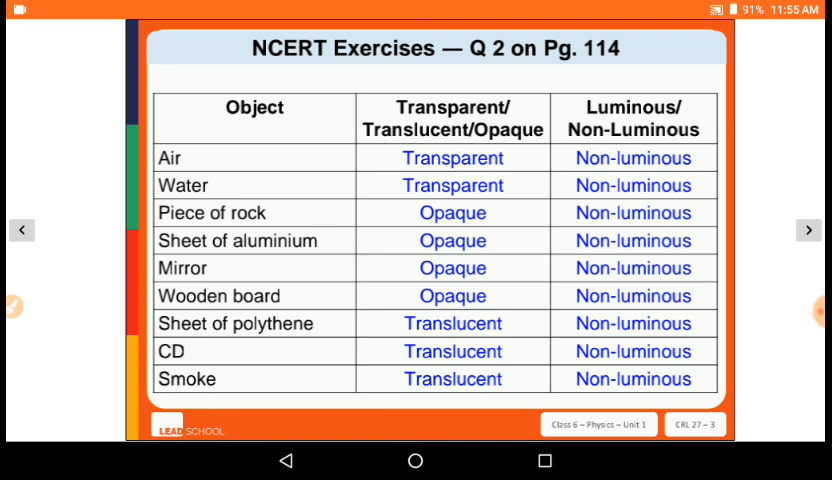 91% 11:55 AM
NCERT Exercises — Q 2 on Pg. 114
Object Transparent/ Translucent/Opaque Luminous/ Non-Luminous
Air Transparent Non-luminous
Water Transparent Non-luminous
Piece of rock Opaque Non-luminous
Sheet of aluminium Opaque Non-luminous
Mirror Opaque Non-luminous
Wooden board Opaque Non-luminous
Sheet of polythene Translucent Non-luminous
CD Translucent Non-luminous
Smoke Translucent Non-luminous
LEAD SCHOOL Class 6 – Physics – Unit 1 CRL 27 – 3